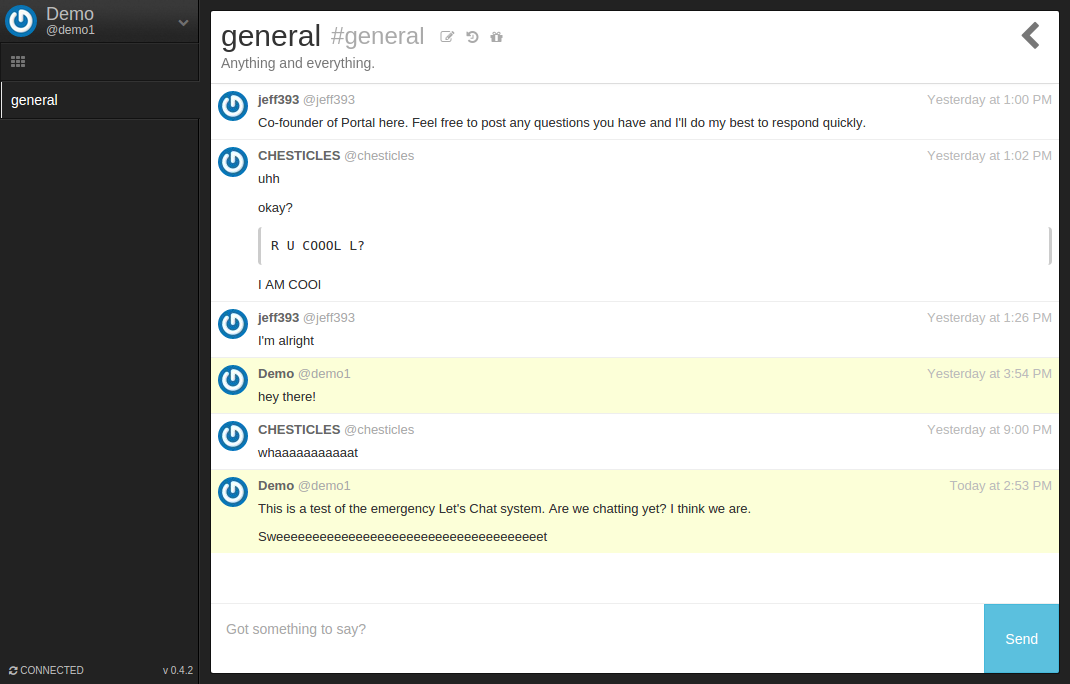 Demo
@demo1
general
CONNECTED
v 0.4.2
general #general
Anything and everything.
jeff393 @jeff393 Yesterday at 1:00 PM
Co-founder of Portal here. Feel free to post any questions you have and I'll do my best to respond quickly.
CHESTICLES @chesticles Yesterday at 1:02 PM
uhh
okay?
R U COOOL L?
I AM COOl
jeff393 @jeff393 Yesterday at 1:26 PM
I'm alright
Demo @demo1 Yesterday at 3:54 PM
hey there!
CHESTICLES @chesticles Yesterday at 9:00 PM
whaaaaaaaaaaat
Demo @demo1 Today at 2:53 PM
This is a test of the emergency Let's Chat system. Are we chatting yet? I think we are.
Sweeeeeeeeeeeeeeeeeeeeeeeeeeeeeeeeeeeeet
Got something to say?
Send